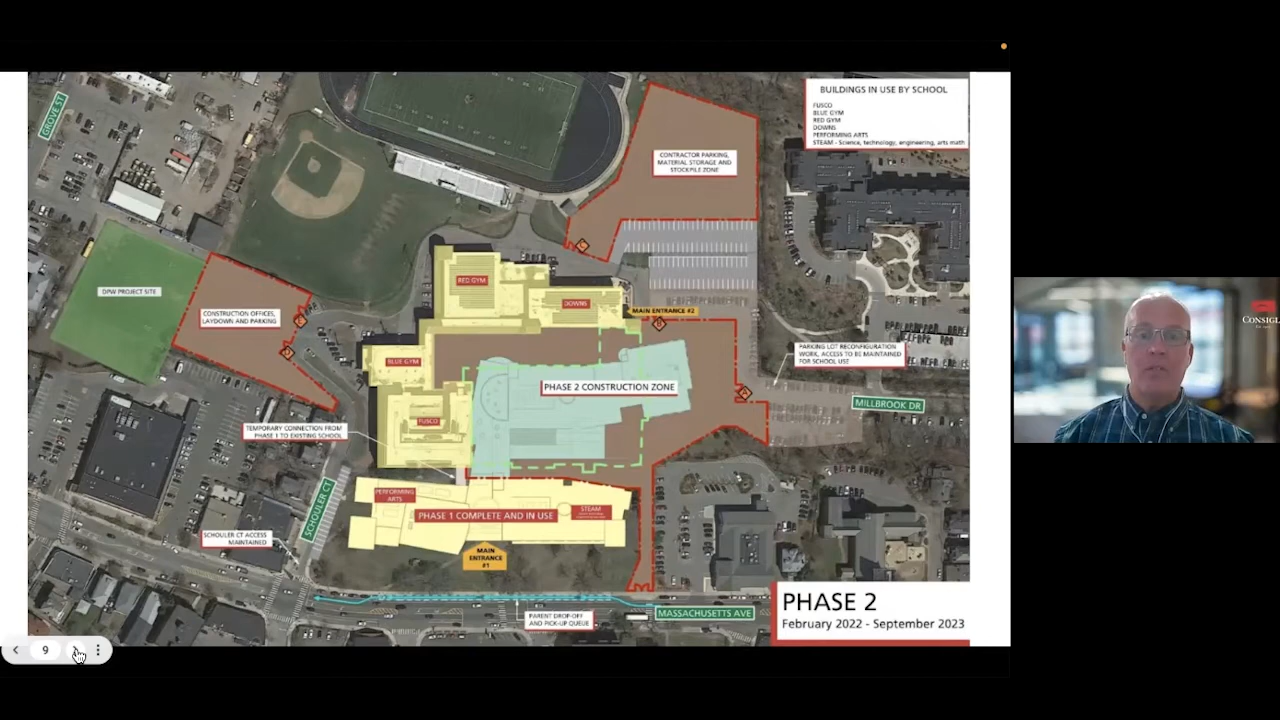 BUILDINGS IN USE BY SCHOOL
FUSCO
BLUE GYM
RED GYM
DOWNS
PERFORMING ARTS
STEAM - Science, technology, engineering, arts math
GROVE ST
CONTRACTOR PARKING,
MATERIAL STORAGE AND
STOCKPILE ZONE
C
RED GYM
DPW PROJECT SITE
DOWNS
MAIN ENTRANCE #2
CONSTRUCTION OFFICES,
LAYDOWN AND PARKING
B
CONSIGL
BLUE GYM
PARKING LOT RECONFIGURATION
WORK, ACCESS TO BE MAINTAINED
FOR SCHOOL USE
PHASE 2 CONSTRUCTION ZONE
A
MILLBROOK DR
FUSCO
TEMPORARY CONNECTION FROM
PHASE 1 TO EXISTING SCHOOL
SCHOULER CT
PERFORMING
ARTS
PHASE 1 COMPLETE AND IN USE
STEAM
SCHOULER CT ACCESS
MAINTAINED
MAIN
ENTRANCE
#1
PARENT DROP-OFF
AND PICK-UP QUEUE
MASSACHUSETTS AVE
PHASE 2
February 2022 - September 2023
9